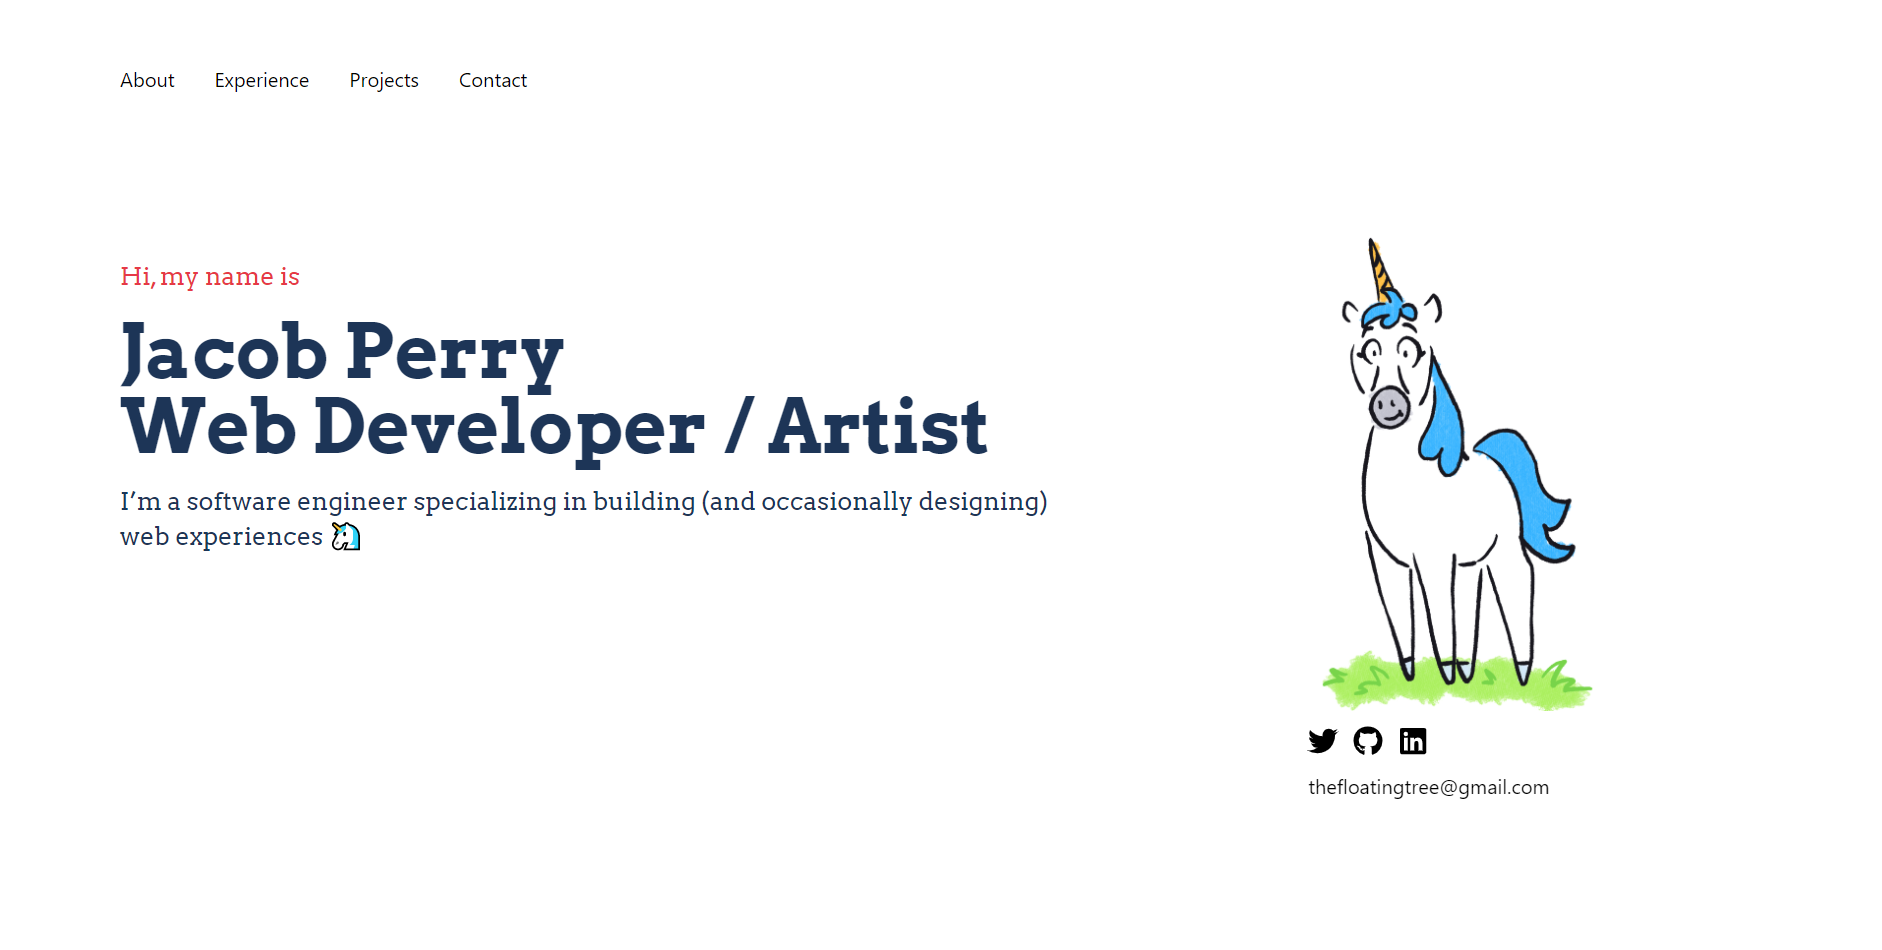 About Experience Projects Contact
Hi, my name is
Jacob Perry
Web Developer / Artist
I’m a software engineer specializing in building (and occasionally designing)
web experiences 🦄
thefloatingtree@gmail.com